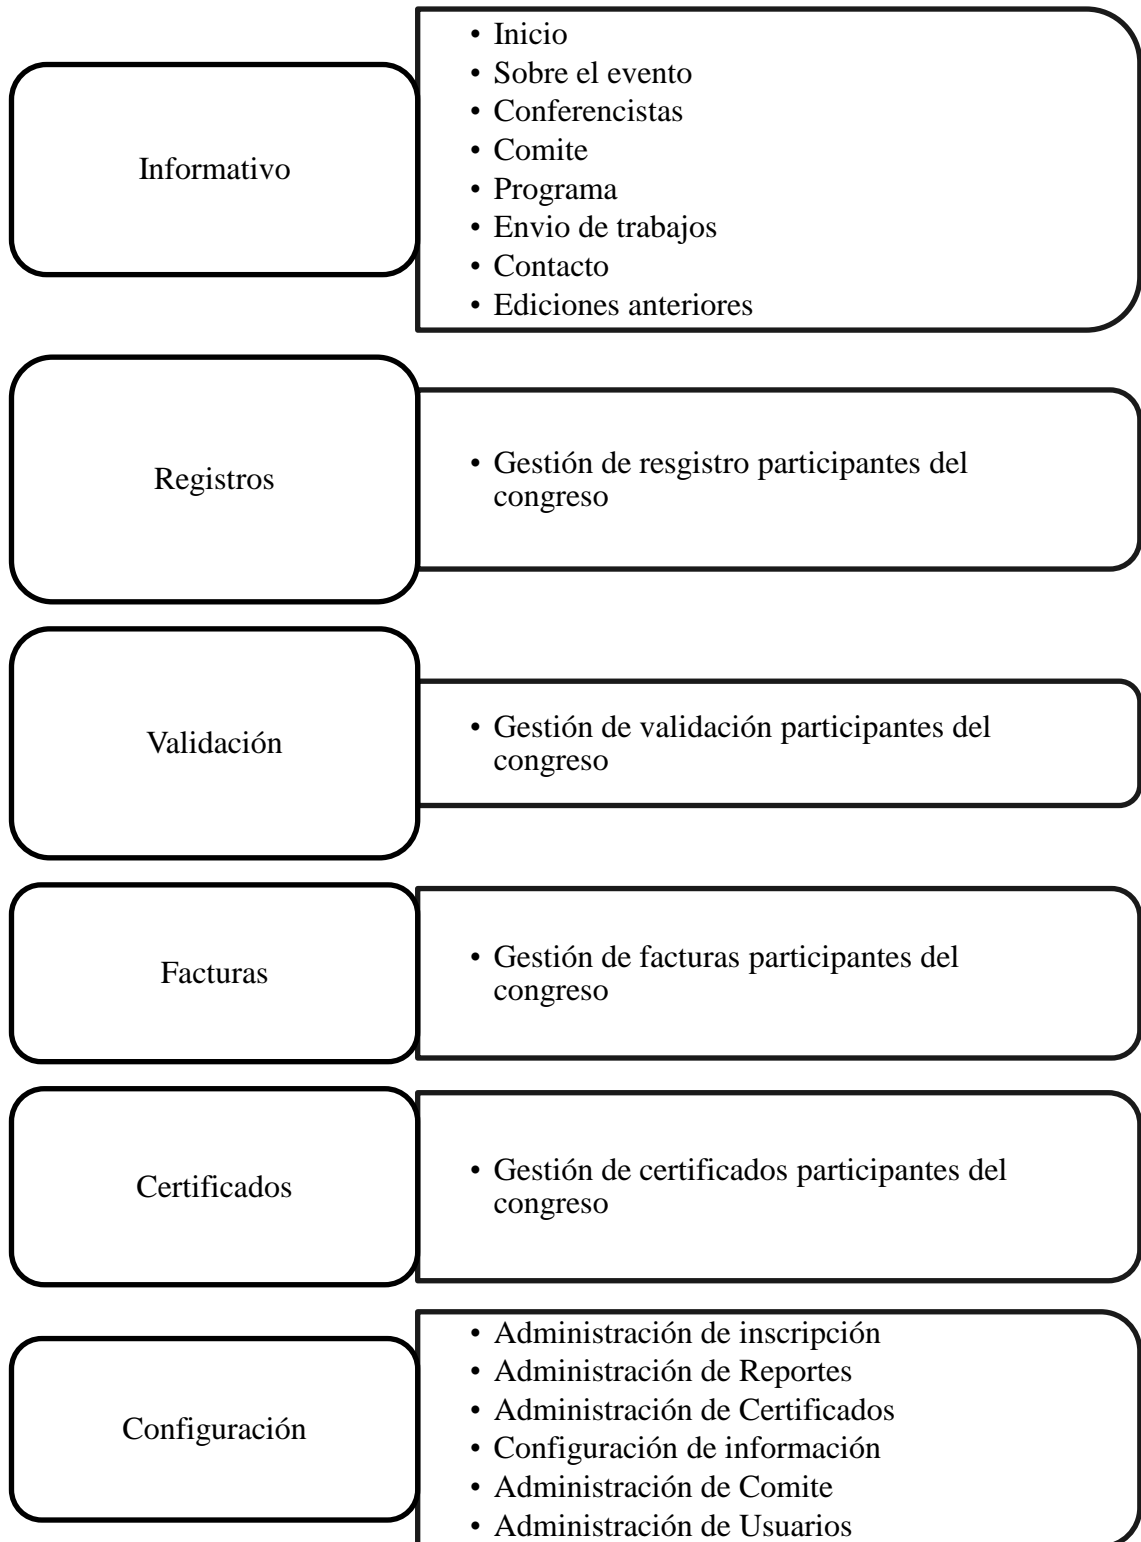 Informativo
• Inicio
• Sobre el evento
• Conferencistas
• Comite
• Programa
• Envio de trabajos
• Contacto
• Ediciones anteriores
Registros
• Gestión de resgistro participantes del
congreso
Validación
• Gestión de validación participantes del
congreso
Facturas
• Gestión de facturas participantes del
congreso
Certificados
• Gestión de certificados participantes del
congreso
Configuración
• Administración de inscripción
• Administración de Reportes
• Administración de Certificados
• Configuración de información
• Administración de Comite
• Administración de Usuarios